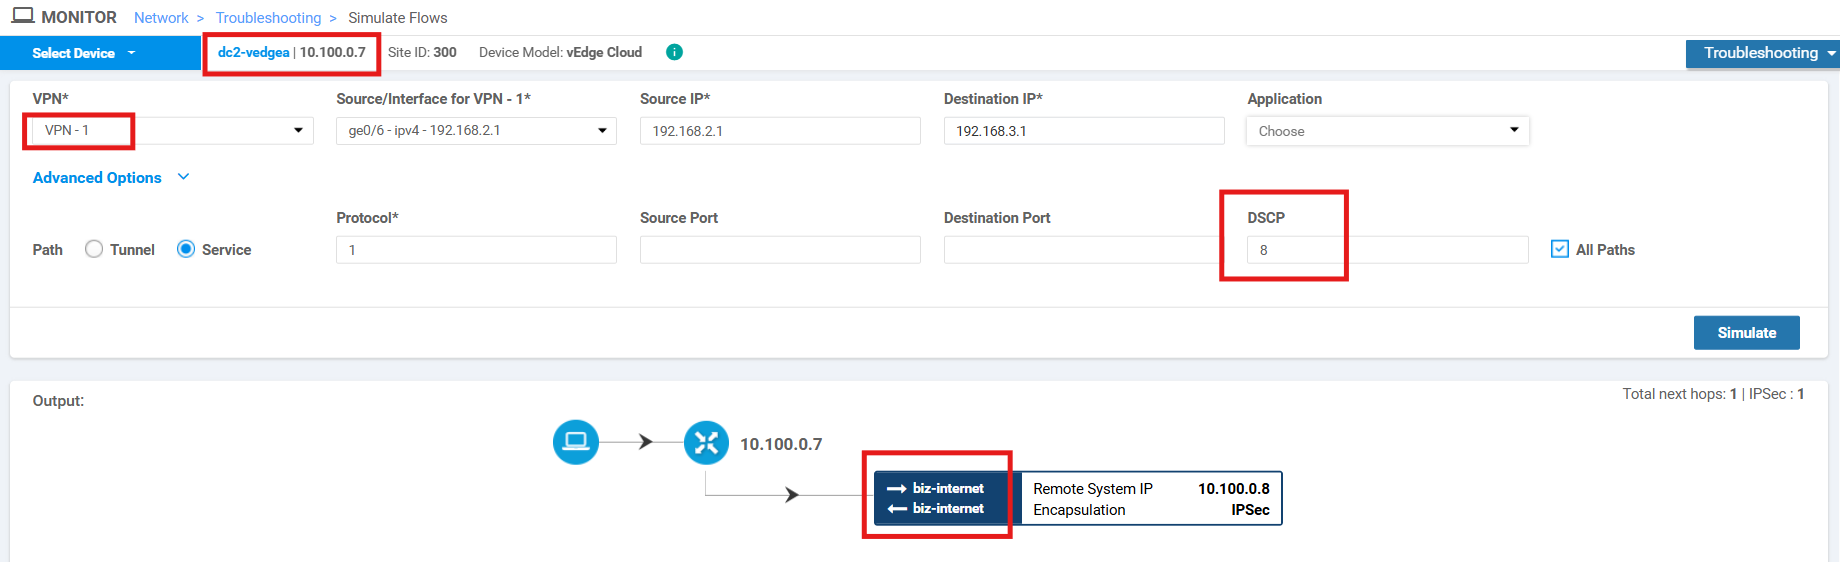 MONITOR Network > Troubleshooting > Simulate Flows
Select Device dc2-vedgea | 10.100.0.7 Site ID: 300 Device Model: vEdge Cloud i Troubleshooting
VPN* Source/Interface for VPN - 1* Source IP* Destination IP* Application
VPN - 1 ge0/6 - ipv4 - 192.168.2.1 192.168.2.1 192.168.3.1 Choose
Advanced Options
Protocol* Source Port Destination Port DSCP
Path Tunnel Service 1 8 All Paths
Simulate
Output: Total next hops: 1 | IPSec : 1
10.100.0.7
biz-internet Remote System IP 10.100.0.8
biz-internet Encapsulation IPSec